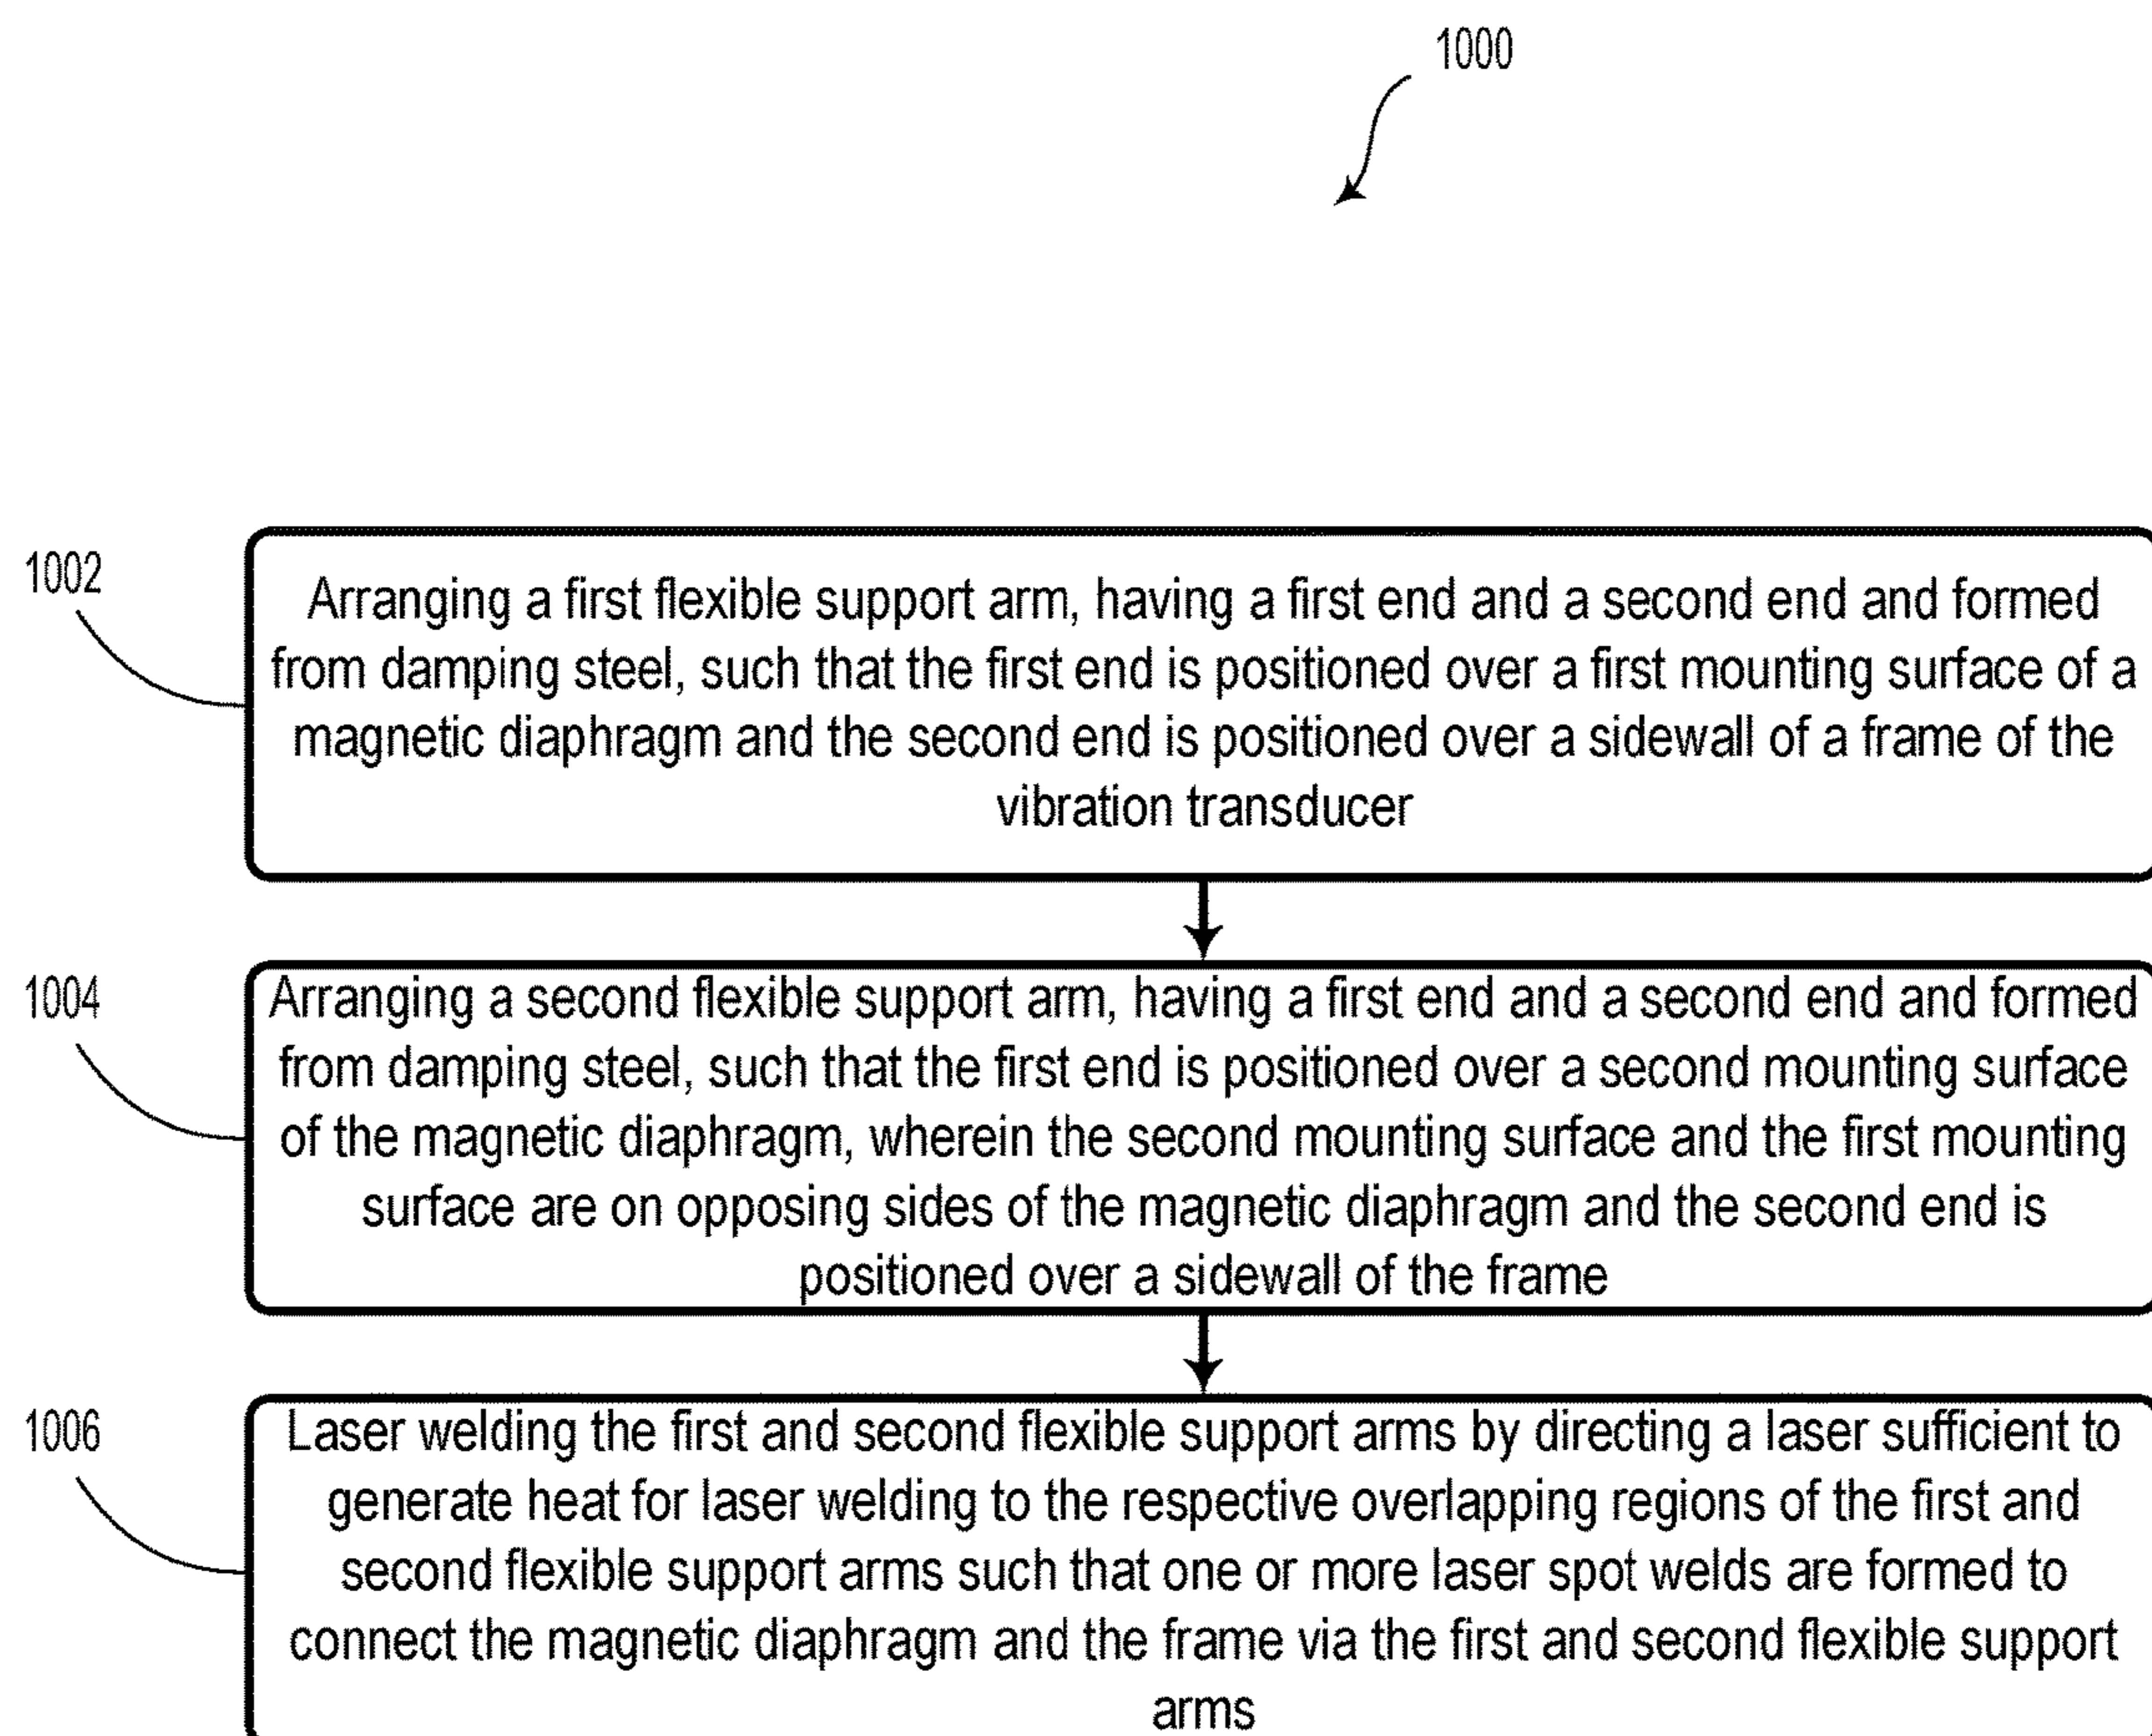 1000
1002
Arranging a first flexible support arm, having a first end and a second end and formed
from damping steel, such that the first end is positioned over a first mounting surface of a
magnetic diaphragm and the second end is positioned over a sidewall of a frame of the
vibration transducer
1004
Arranging a second flexible support arm, having a first end and a second end and formed
from damping steel, such that the first end is positioned over a second mounting surface
of the magnetic diaphragm, wherein the second mounting surface and the first mounting
surface are on opposing sides of the magnetic diaphragm and the second end is
positioned over a sidewall of the frame
1006
Laser welding the first and second flexible support arms by directing a laser sufficient to
generate heat for laser welding to the respective overlapping regions of the first and
second flexible support arms such that one or more laser spot welds are formed to
connect the magnetic diaphragm and the frame via the first and second flexible support
arms